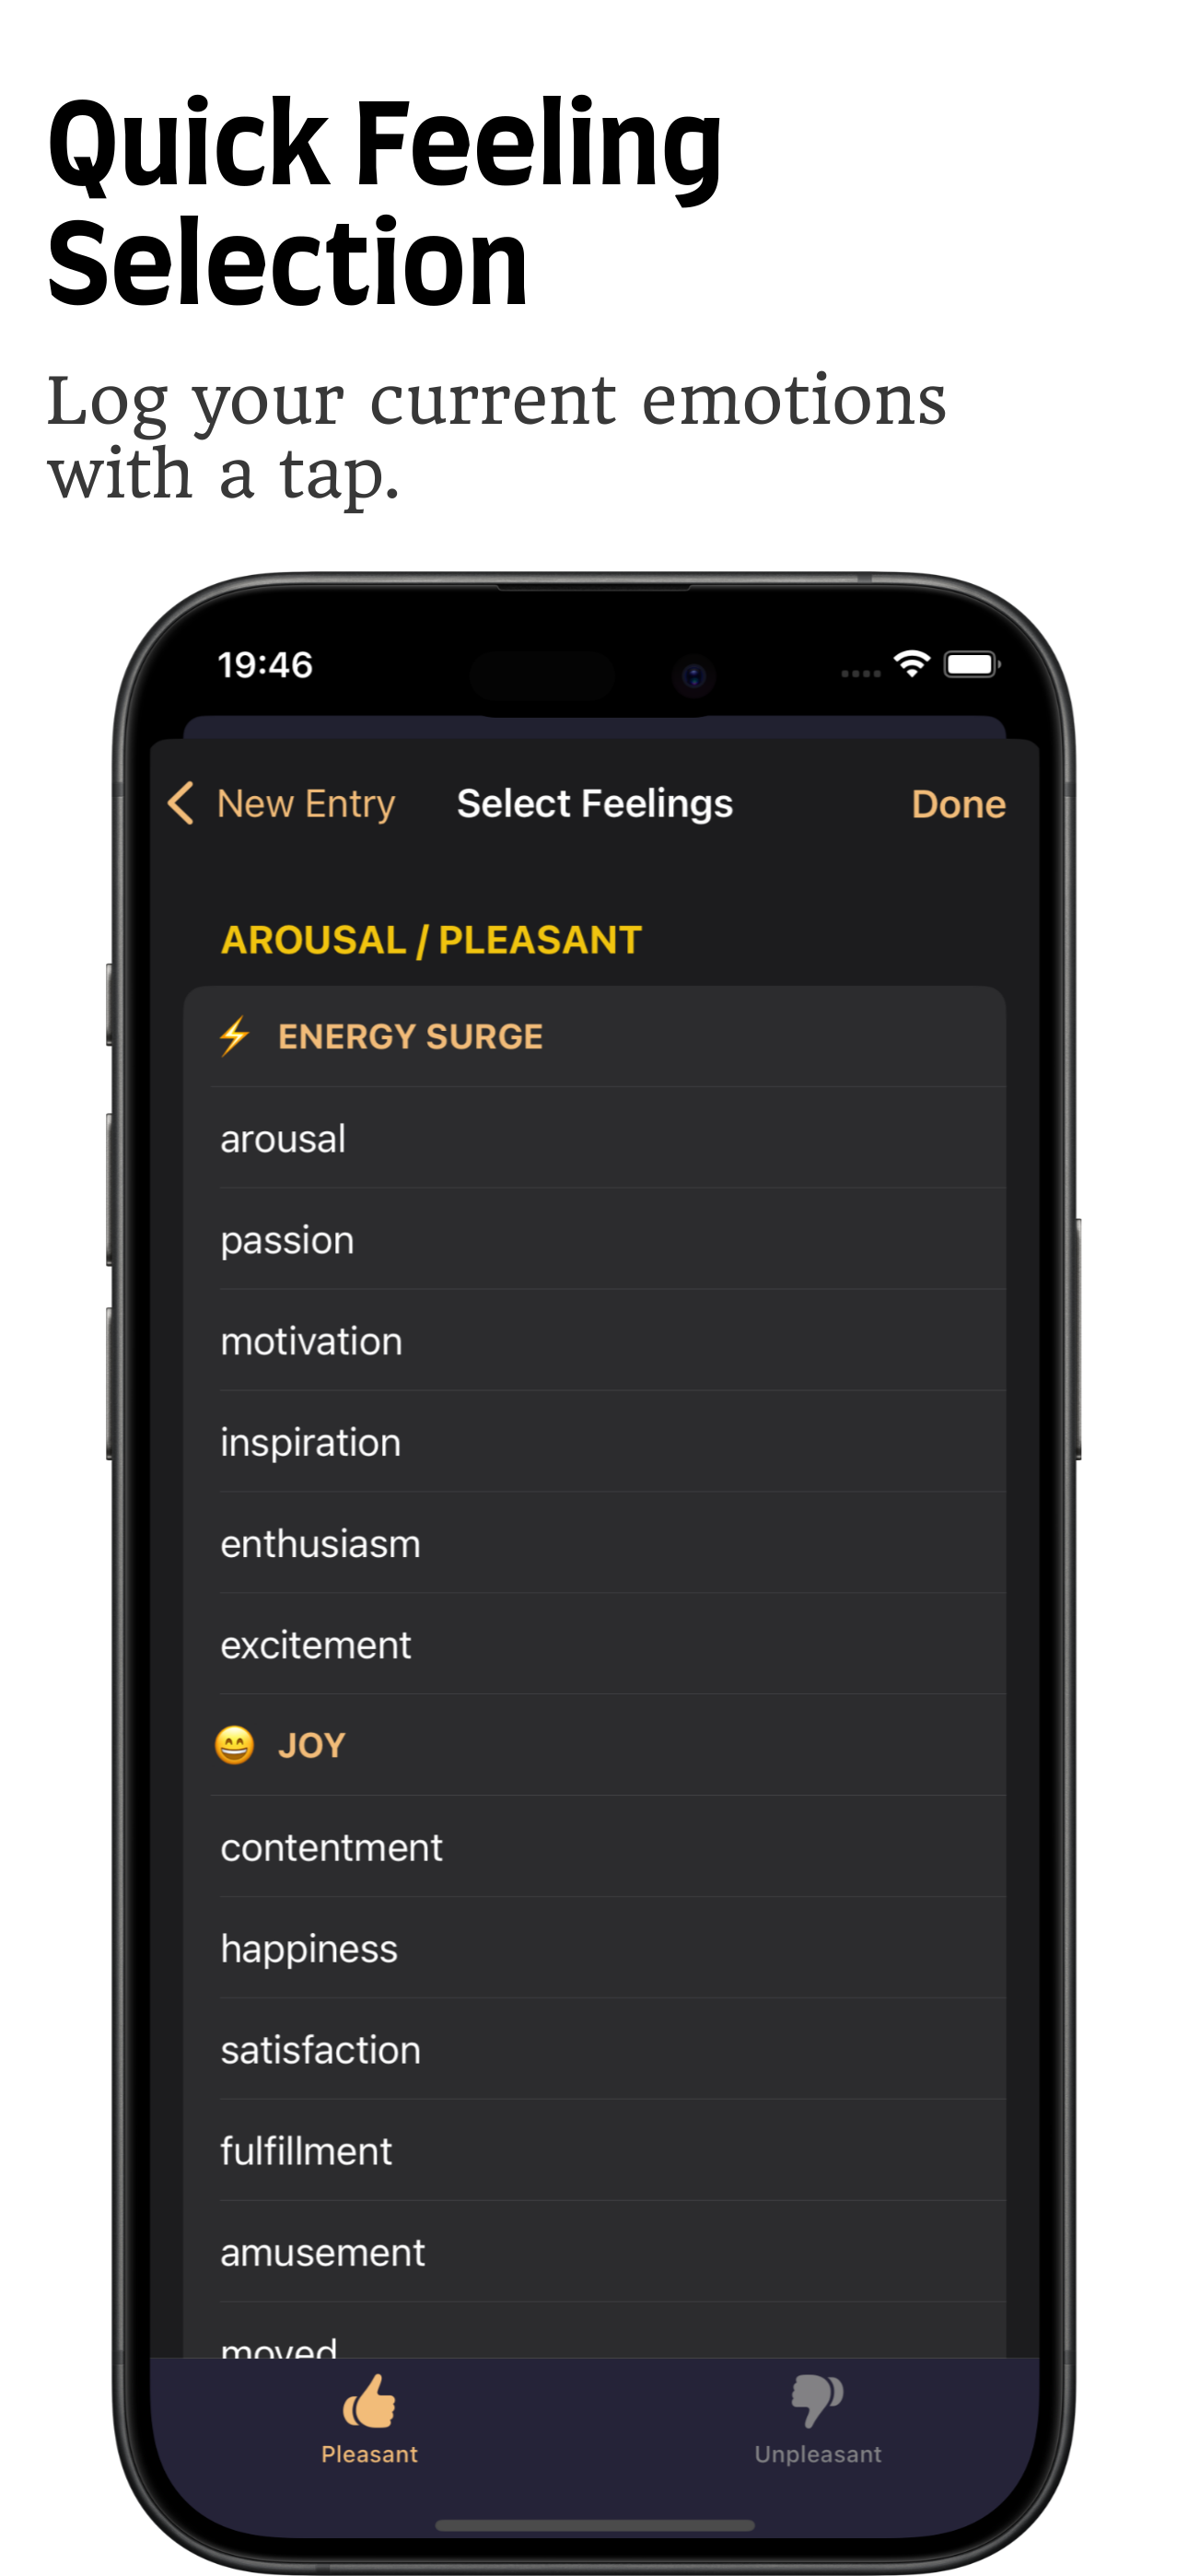 Quick Feeling
Selection
Log your current emotions
with a tap.
19:46
New Entry Select Feelings Done
AROUSAL / PLEASANT
⚡ ENERGY SURGE
arousal
passion
motivation
inspiration
enthusiasm
excitement
😄 JOY
contentment
happiness
satisfaction
fulfillment
amusement
moved
Pleasant Unpleasant